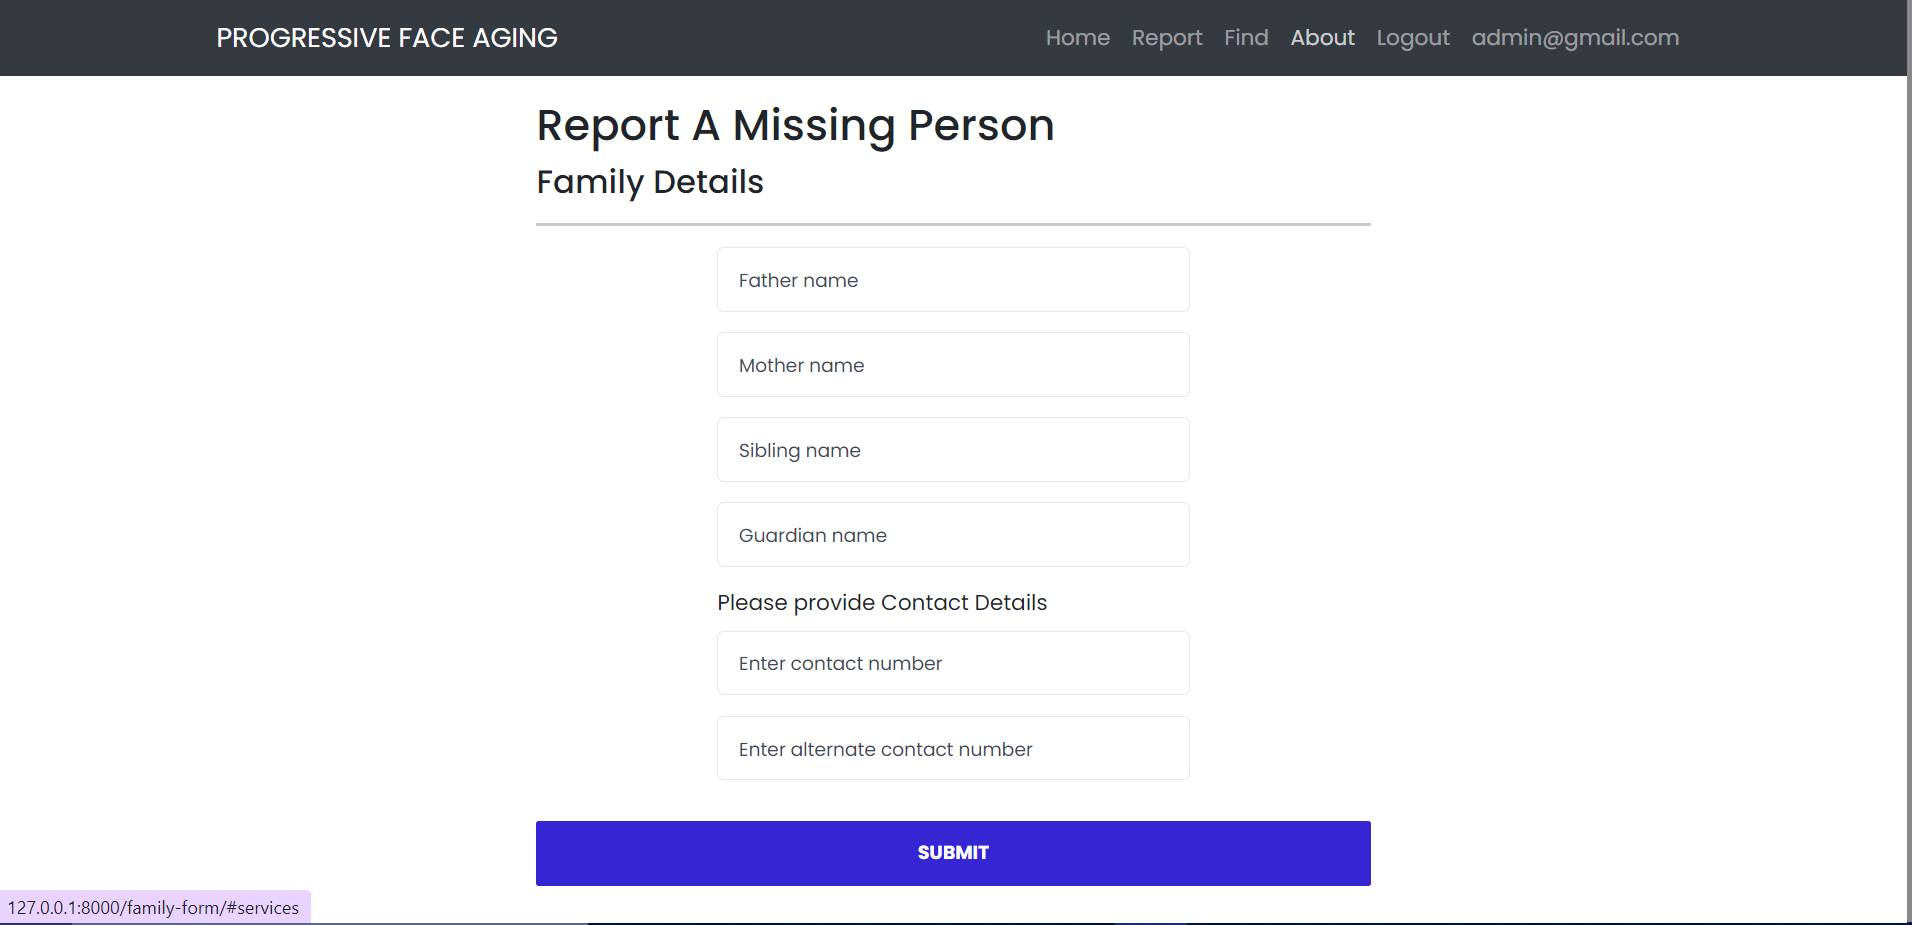 PROGRESSIVE FACE AGING Home Report Find About Logout admin@gmail.com
Report A Missing Person
Family Details
Father name
Mother name
Sibling name
Guardian name
Please provide Contact Details
Enter contact number
Enter alternate contact number
SUBMIT
127.0.0.1:8000/family-form/#services